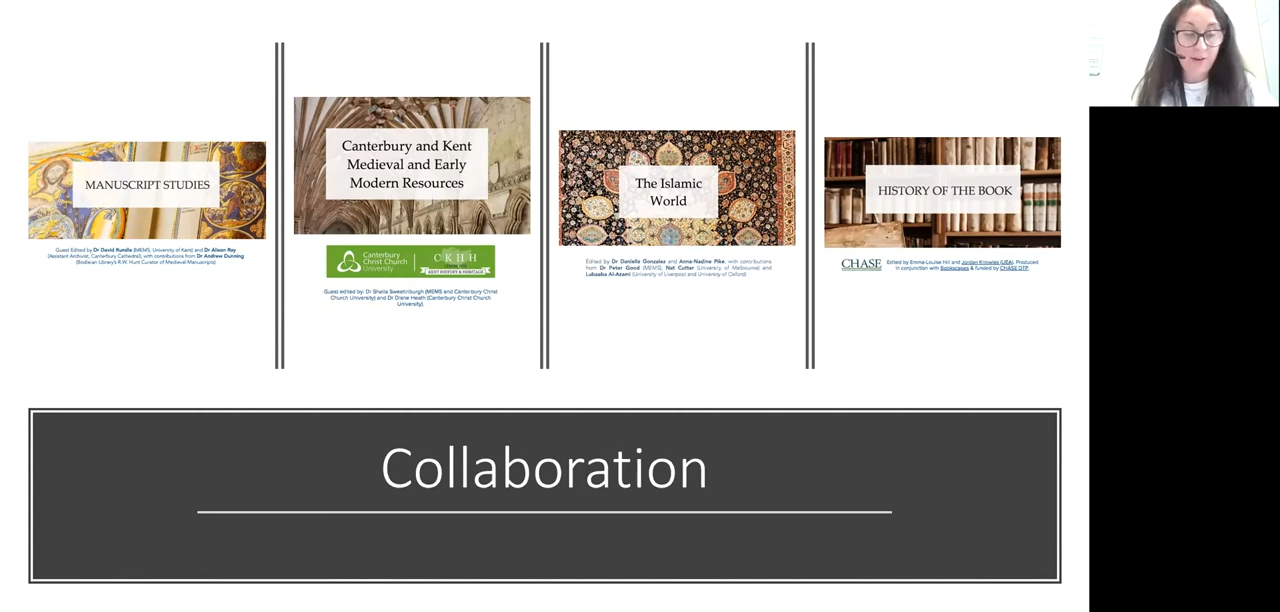 MANUSCRIPT STUDIES
Guest Edited by Dr David Rundle (MEMS, University of Kent) and Dr Alison Ray
(Assistant Archivist, Canterbury Cathedral), with contributions from Dr Andrew Dunning
(Bodleian Library's R.W. Hunt Curator of Medieval Manuscripts)
Canterbury and Kent
Medieval and Early
Modern Resources
Canterbury
Christ Church
University
CKHH
CENTRE FOR
KENT HISTORY & HERITAGE
Guest edited by: Dr Sheila Sweetinburgh (MEMS and Canterbury Christ
Church University) and Dr Diane Heath (Canterbury Christ Church
University).
The Islamic
World
Edited by Dr Danielle Gonzalez and Anna-Nadine Pike, with contributions
from Dr Peter Good (MEMS), Nat Cutter (University of Melbourne) and
Lubaaba Al-Azami (University of Liverpool and University of Oxford)
HISTORY OF THE BOOK
CHASE
Edited by Emma-Louise Hill and Jordan Knowles (UEA). Produced
in conjunction with Bookscapes & funded by CHASE DTP.
Collaboration